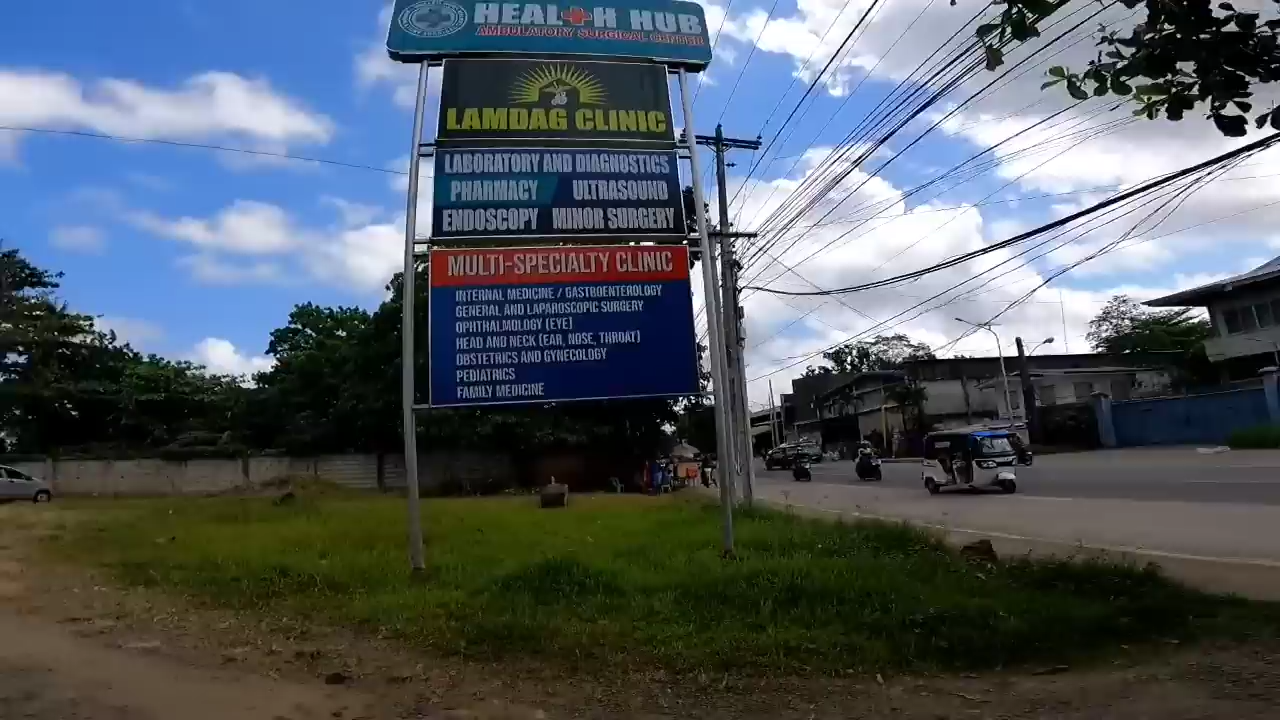 HEALTH HUB
AMBULATORY SURGICAL CENTER
LAMDAG CLINIC
LABORATORY AND DIAGNOSTICS
PHARMACY ULTRASOUND
ENDOSCOPY MINOR SURGERY
MULTI-SPECIALTY CLINIC
INTERNAL MEDICINE / GASTROENTEROLOGY
GENERAL AND LAPAROSCOPIC SURGERY
OPHTHALMOLOGY (EYE)
HEAD AND NECK (EAR, NOSE, THROAT)
OBSTETRICS AND GYNECOLOGY
PEDIATRICS
FAMILY MEDICINE